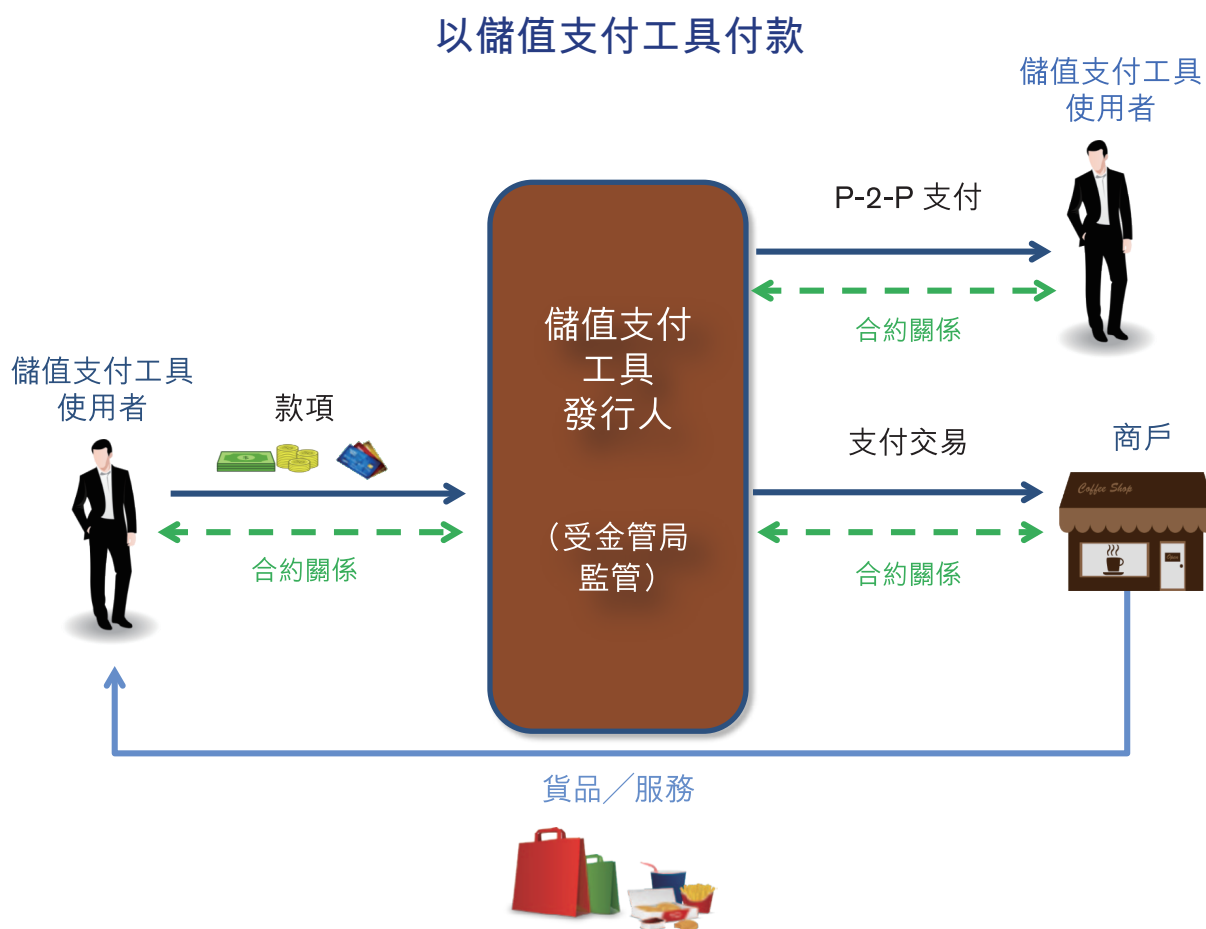 以儲值支付工具付款
儲值支付工具
使用者
P-2-P 支付
合約關係
儲值支付
工具
發行人
（受金管局
監管）
儲值支付工具
使用者
款項
合約關係
支付交易
合約關係
商戶
Coffee Shop
貨品／服務